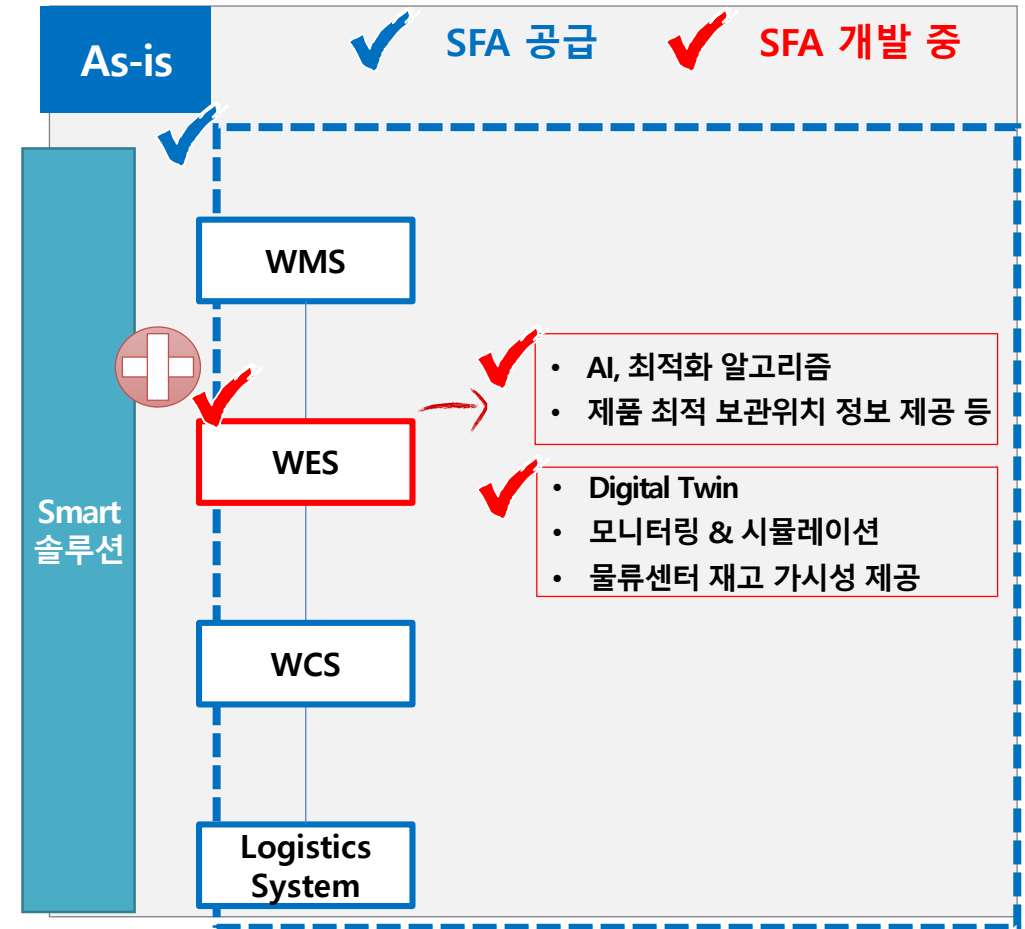 As-is
SFA 공급
SFA 개발 중
WMS
AI, 최적화 알고리즘
제품 최적 보관위치 정보 제공 등
WES
Digital Twin
모니터링 & 시뮬레이션
물류센터 재고 가시성 제공
Smart
솔루션
WCS
Logistics
System